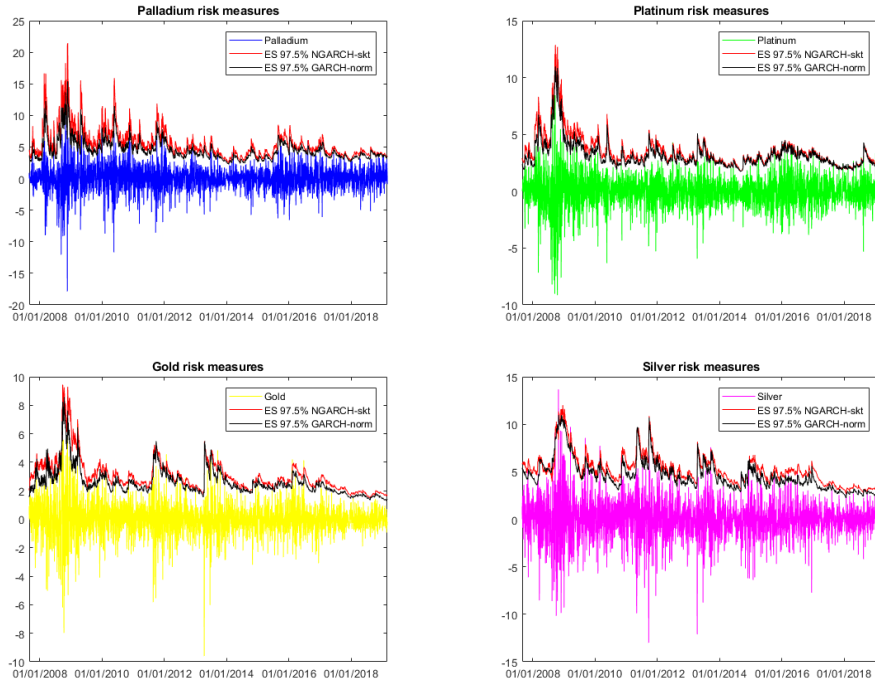 Palladium risk measures
25
20
15
10
5
0
-5
-10
-15
-20
Palladium
ES 97.5% NGARCH-skt
ES 97.5% GARCH-norm
01/01/2008 01/01/2010 01/01/2012 01/01/2014 01/01/2016 01/01/2018
Platinum risk measures
15
10
5
0
-5
-10
Platinum
ES 97.5% NGARCH-skt
ES 97.5% GARCH-norm
01/01/2008 01/01/2010 01/01/2012 01/01/2014 01/01/2016 01/01/2018
Gold risk measures
10
8
6
4
2
0
-2
-4
-6
-8
-10
Gold
ES 97.5% NGARCH-skt
ES 97.5% GARCH-norm
01/01/2008 01/01/2010 01/01/2012 01/01/2014 01/01/2016 01/01/2018
Silver risk measures
15
10
5
0
-5
-10
-15
Silver
ES 97.5% NGARCH-skt
ES 97.5% GARCH-norm
01/01/2008 01/01/2010 01/01/2012 01/01/2014 01/01/2016 01/01/2018